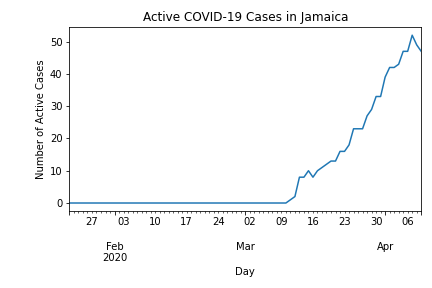 Active COVID-19 Cases in Jamaica
50
40
30
20
10
0
Number of Active Cases
27 03 10 17 24 02 09 16 23 30 06
Feb Mar Apr
2020
Day